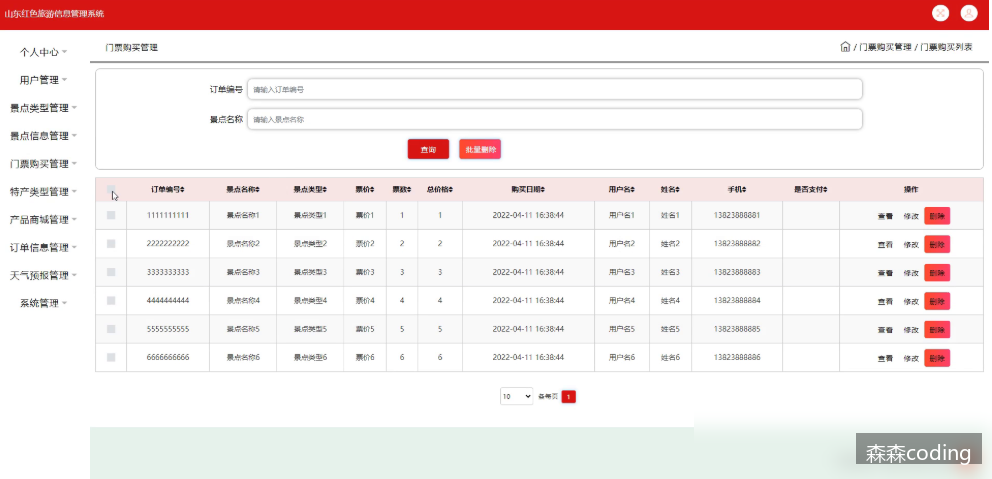 山东红色旅游信息管理系统
个人中心
用户管理
景点类型管理
景点信息管理
门票购买管理
特产类型管理
产品商城管理
订单信息管理
天气预报管理
系统管理
门票购买管理
/ 门票购买管理 / 门票购买列表
订单编号 请输入订单编号
景点名称 请输入景点名称
查询 批量删除
订单编号 景点名称 景点类型 票价 票数 总价格 购买日期 用户名 姓名 手机 是否支付 操作
1111111111 景点名称1 景点类型1 票价1 1 1 2022-04-11 16:38:44 用户名1 姓名1 13823888881 查看 修改 删除
2222222222 景点名称2 景点类型2 票价2 2 2 2022-04-11 16:38:44 用户名2 姓名2 13823888882 查看 修改 删除
3333333333 景点名称3 景点类型3 票价3 3 3 2022-04-11 16:38:44 用户名3 姓名3 13823888883 查看 修改 删除
4444444444 景点名称4 景点类型4 票价4 4 4 2022-04-11 16:38:44 用户名4 姓名4 13823888884 查看 修改 删除
5555555555 景点名称5 景点类型5 票价5 5 5 2022-04-11 16:38:44 用户名5 姓名5 13823888885 查看 修改 删除
6666666666 景点名称6 景点类型6 票价6 6 6 2022-04-11 16:38:44 用户名6 姓名6 13823888886 查看 修改 删除
10 条每页 1
森森coding